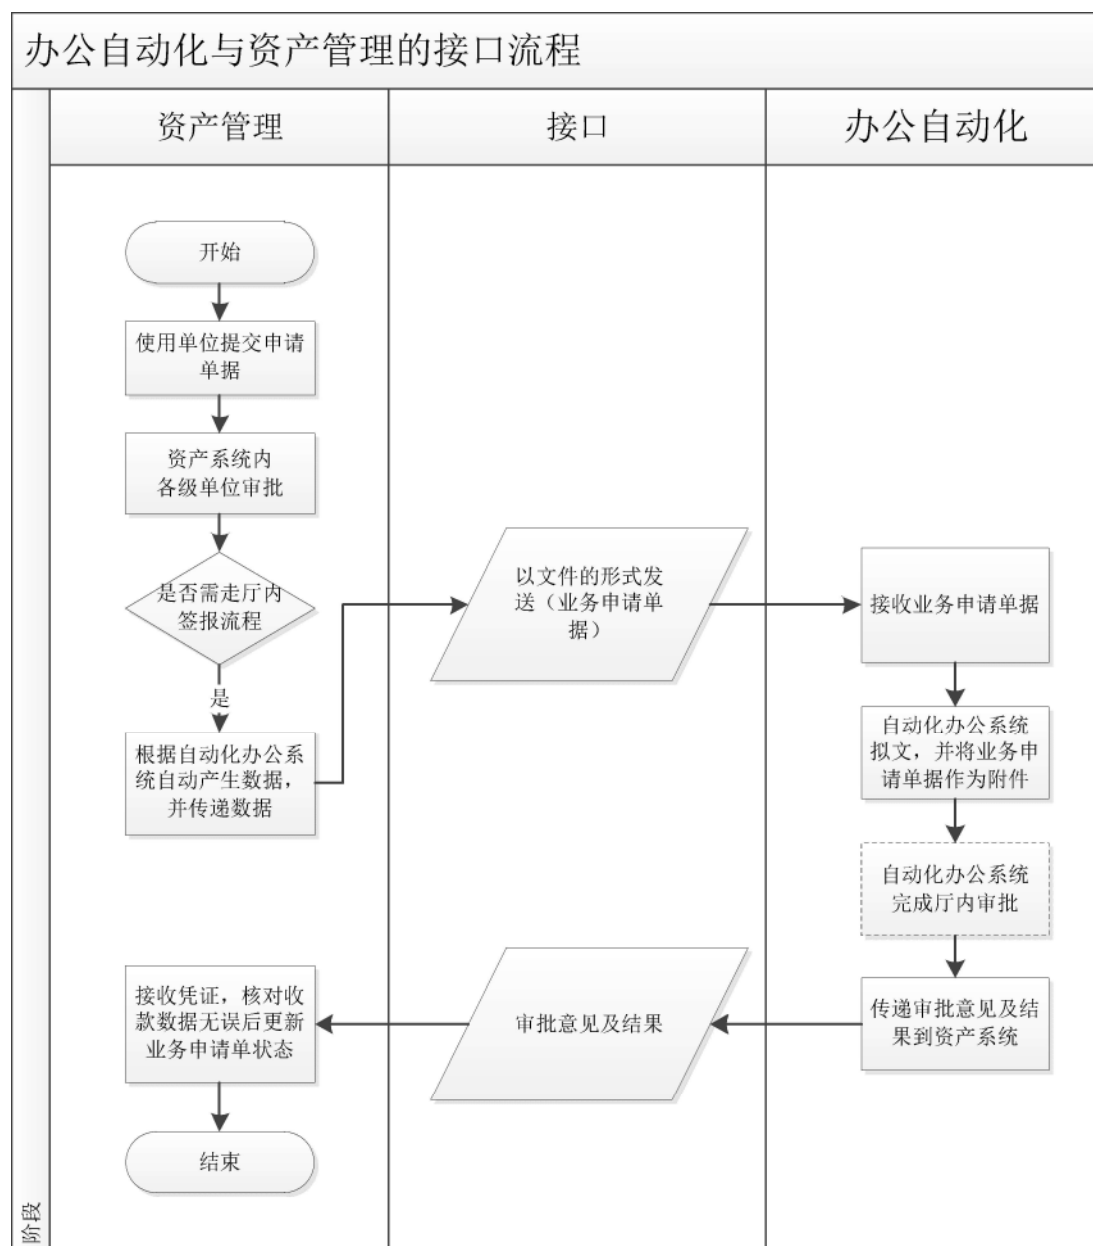 办公自动化与资产管理的接口流程
资产管理
接口
办公自动化
开始
使用单位提交申请
单据
资产系统内
各级单位审批
是否需走厅内
签报流程
是
根据自动化办公系
统自动产生数据，
并传递数据
以文件的形式发
送（业务申请单
据）
接收业务申请单据
自动化办公系统
拟文，并将业务申
请单据作为附件
自动化办公系统
完成厅内审批
传递审批意见及结
果到资产系统
审批意见及结果
接收凭证，核对收
款数据无误后更新
业务申请单状态
结束
阶段